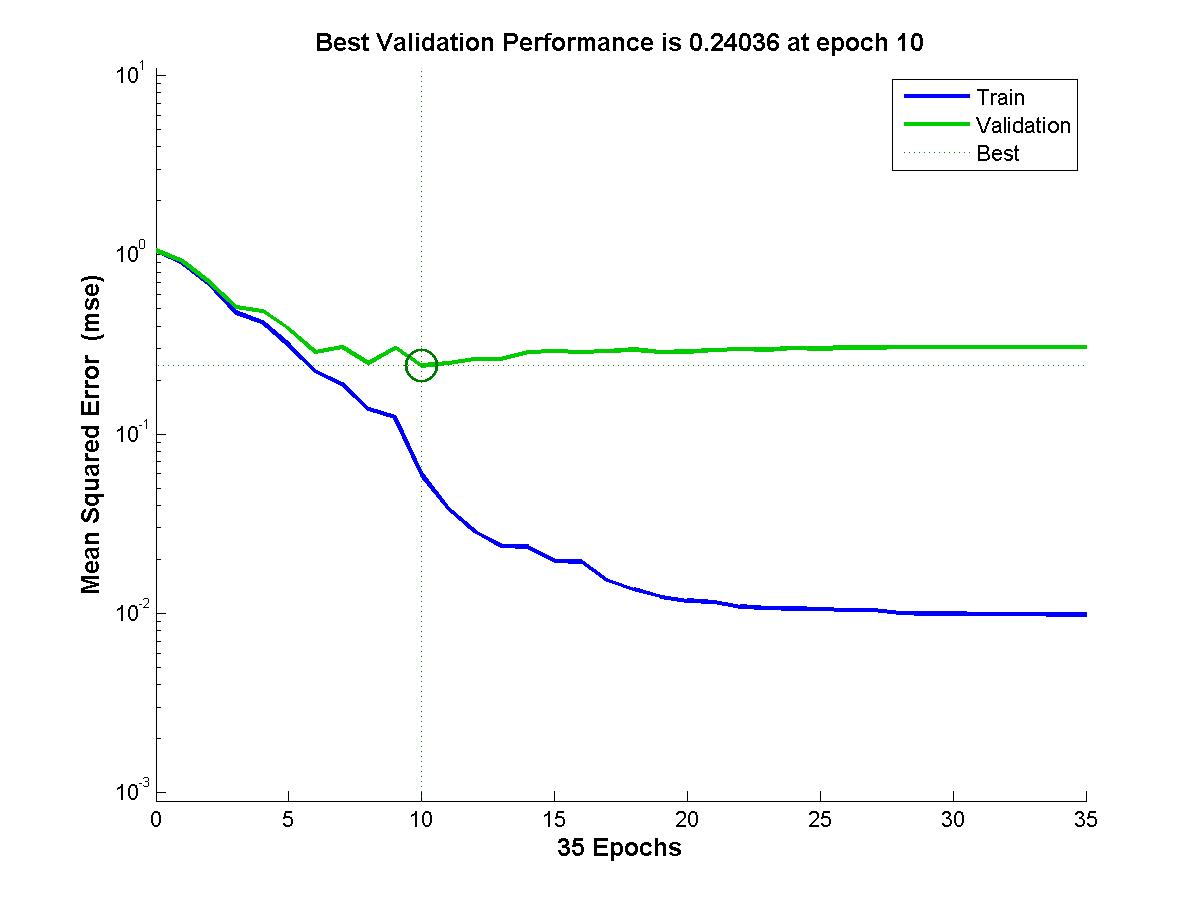 Best Validation Performance is 0.24036 at epoch 10
10^1
10^0
10^-1
10^-2
10^-3
Mean Squared Error (mse)
Train
Validation
Best
0 5 10 15 20 25 30 35
35 Epochs